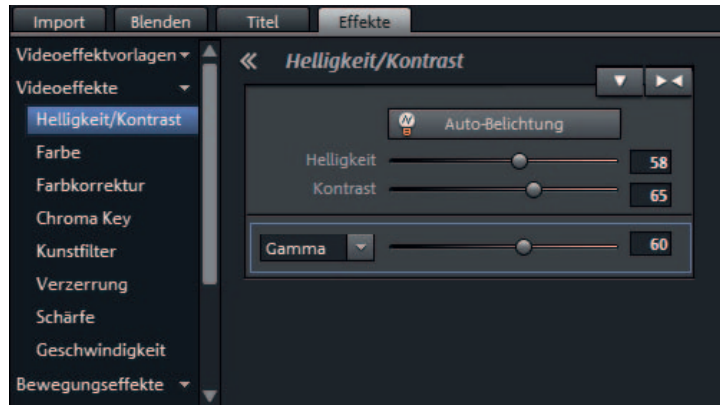 Import Blenden Titel Effekte
Videoeffektvorlagen
Videoeffekte
Helligkeit/Kontrast
Farbe
Farbkorrektur
Chroma Key
Kunstfilter
Verzerrung
Schärfe
Geschwindigkeit
Bewegungseffekte
Helligkeit/Kontrast
Auto-Belichtung
Helligkeit 58
Kontrast 65
Gamma 60